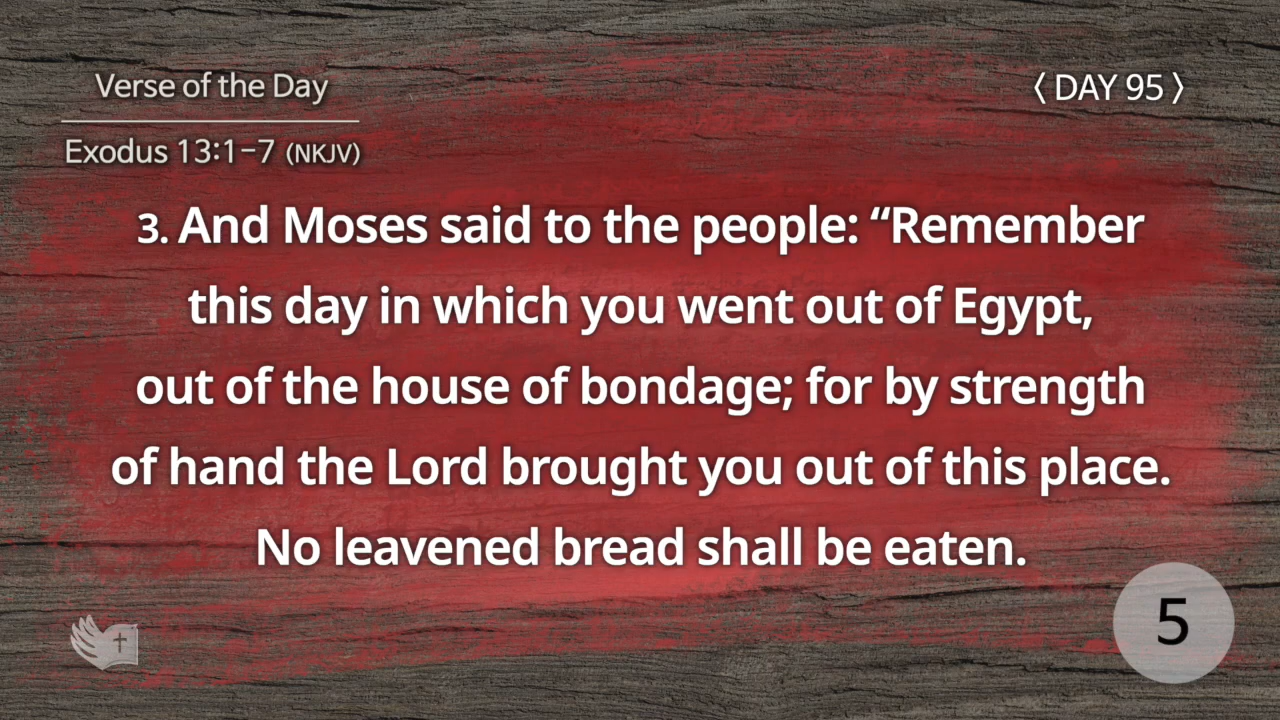 Verse of the Day
〈 DAY 95 〉
Exodus 13:1-7 (NKJV)
3. And Moses said to the people: “Remember
this day in which you went out of Egypt,
out of the house of bondage; for by strength
of hand the Lord brought you out of this place.
No leavened bread shall be eaten.
5